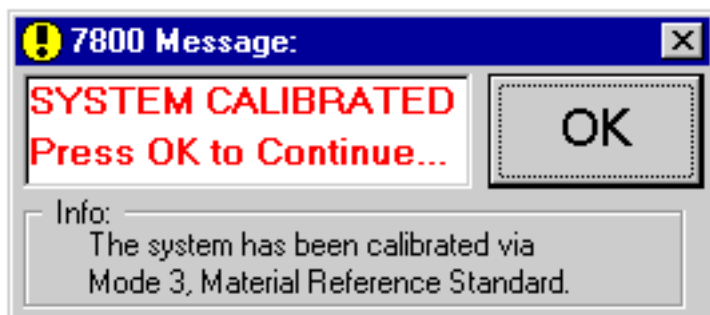 7800 Message:
SYSTEM CALIBRATED
Press OK to Continue...
OK
Info:
The system has been calibrated via
Mode 3, Material Reference Standard.